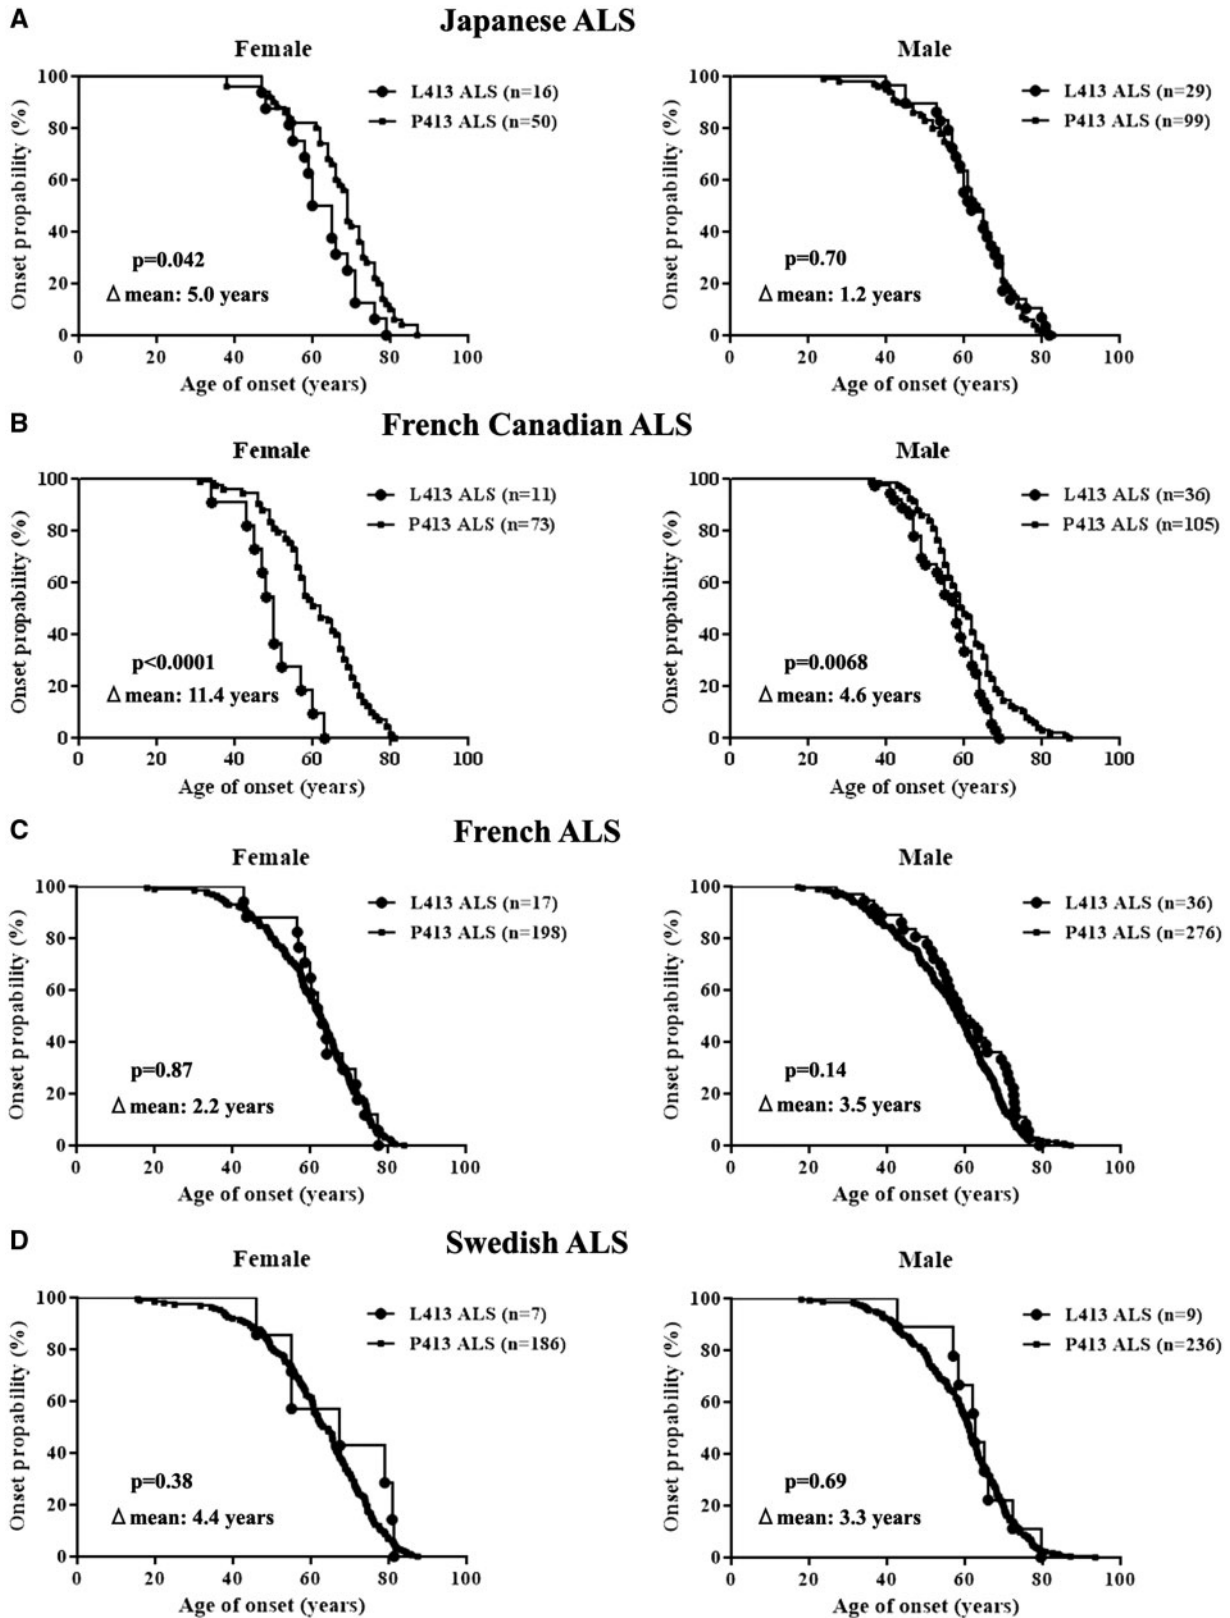 A
Japanese ALS
Female
Male
100
80
60
40
20
0
Onset propability (%)
L413 ALS (n=16)
P413 ALS (n=50)
p=0.042
Δ mean: 5.0 years
0 20 40 60 80 100
Age of onset (years)
100
80
60
40
20
0
Onset propability (%)
L413 ALS (n=29)
P413 ALS (n=99)
p=0.70
Δ mean: 1.2 years
0 20 40 60 80 100
Age of onset (years)
B
French Canadian ALS
Female
Male
100
80
60
40
20
0
Onset propability (%)
L413 ALS (n=11)
P413 ALS (n=73)
p<0.0001
Δ mean: 11.4 years
0 20 40 60 80 100
Age of onset (years)
100
80
60
40
20
0
Onset propability (%)
L413 ALS (n=36)
P413 ALS (n=105)
p=0.0068
Δ mean: 4.6 years
0 20 40 60 80 100
Age of onset (years)
C
French ALS
Female
Male
100
80
60
40
20
0
Onset propability (%)
L413 ALS (n=17)
P413 ALS (n=198)
p=0.87
Δ mean: 2.2 years
0 20 40 60 80 100
Age of onset (years)
100
80
60
40
20
0
Onset propability (%)
L413 ALS (n=36)
P413 ALS (n=276)
p=0.14
Δ mean: 3.5 years
0 20 40 60 80 100
Age of onset (years)
D
Swedish ALS
Female
Male
100
80
60
40
20
0
Onset propability (%)
L413 ALS (n=7)
P413 ALS (n=186)
p=0.38
Δ mean: 4.4 years
0 20 40 60 80 100
Age of onset (years)
100
80
60
40
20
0
Onset propability (%)
L413 ALS (n=9)
P413 ALS (n=236)
p=0.69
Δ mean: 3.3 years
0 20 40 60 80 100
Age of onset (years)